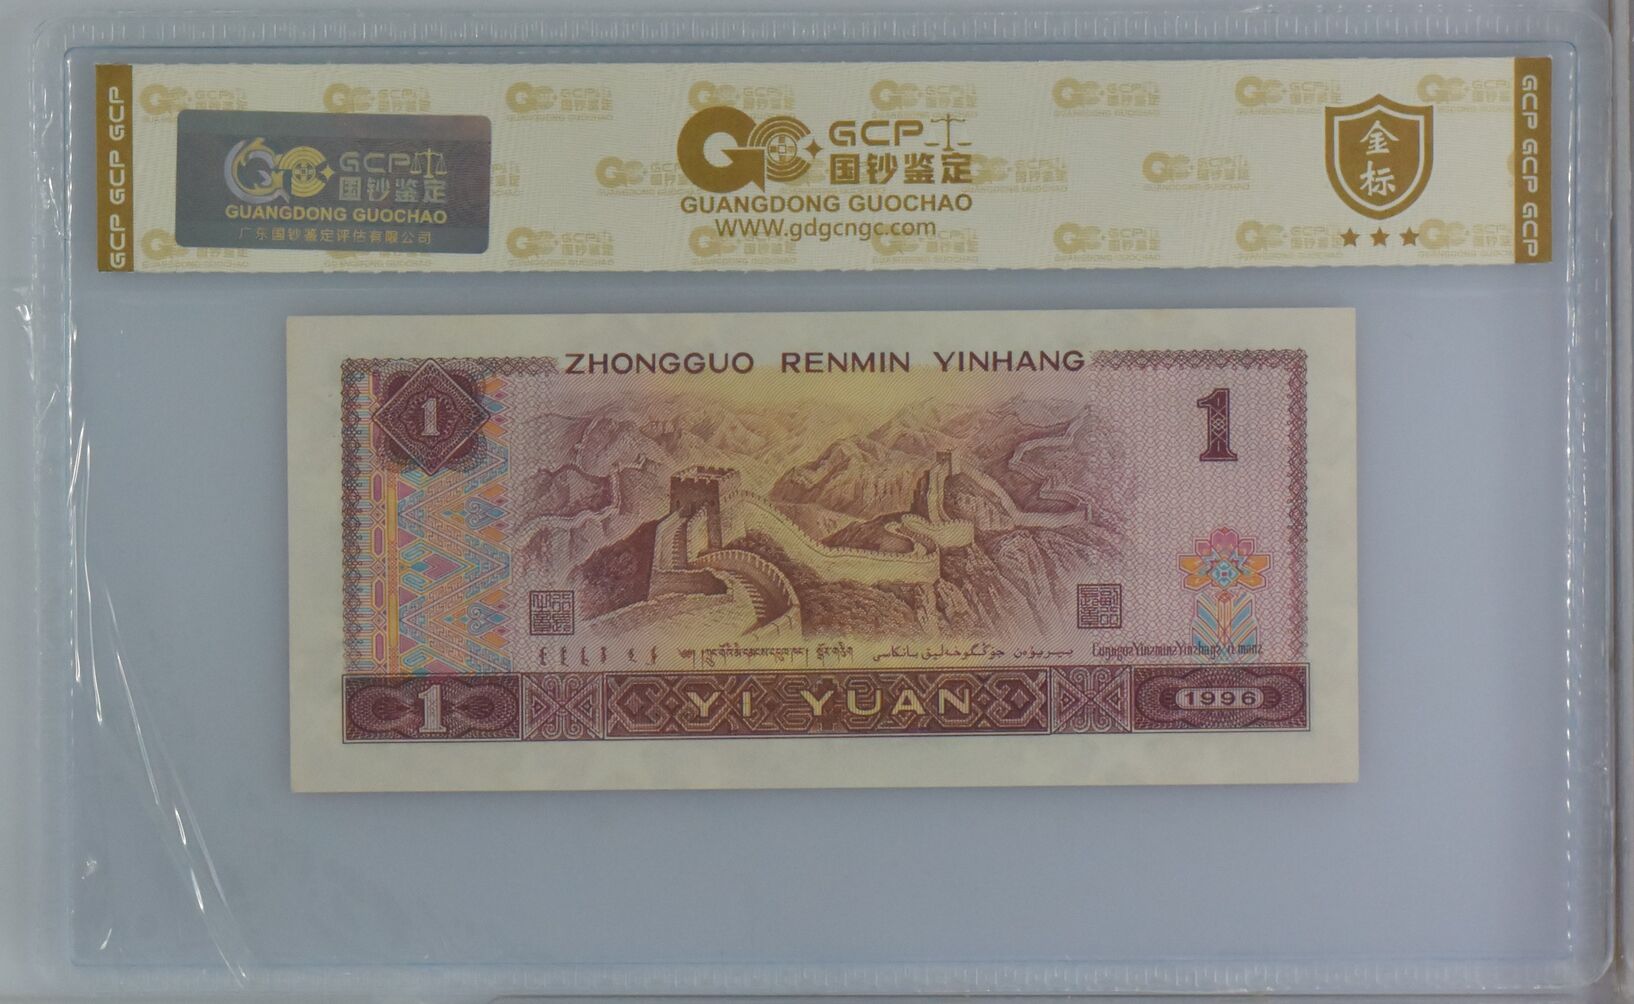 GCP GCP GCP
GCP
国钞鉴定
GUANGDONG GUOCHAO
广东国钞鉴定评估有限公司
GCP
国钞鉴定
GUANGDONG GUOCHAO
WWW.gdgcngc.com
金标
GCP GCP GCP
ZHONGGUO RENMIN YINHANG
1
1
1
YI YUAN
1996